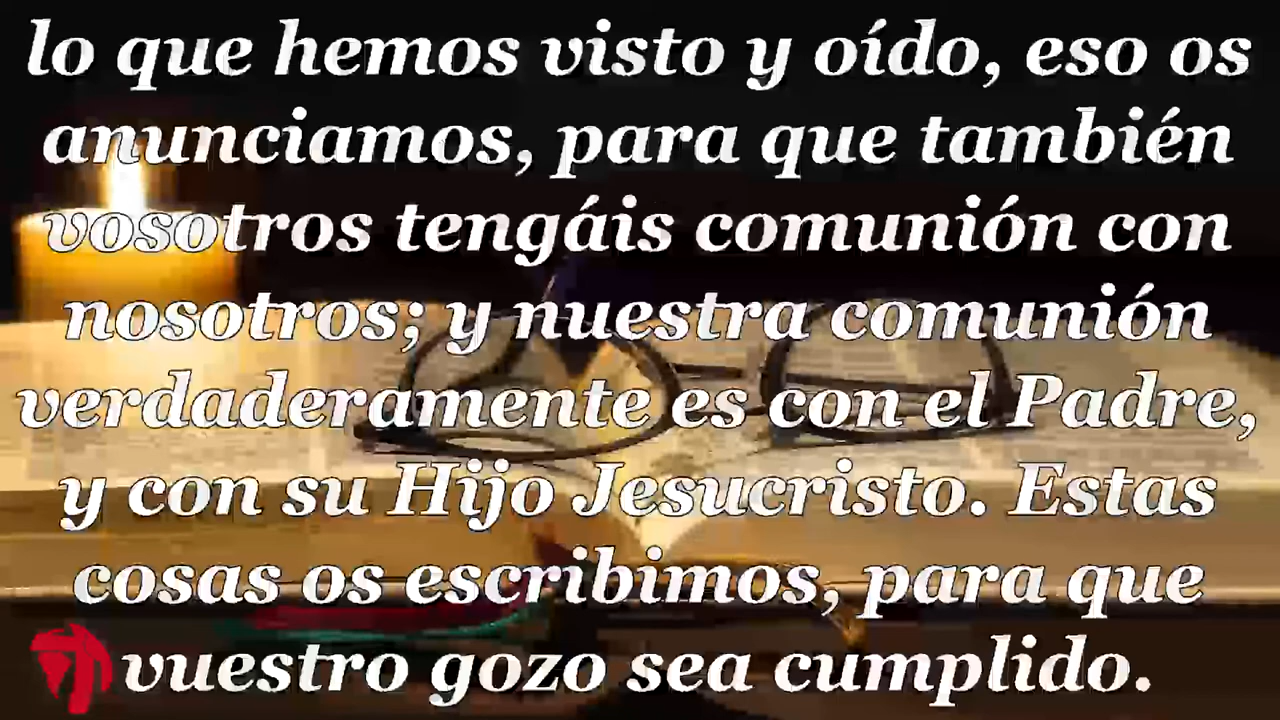 lo que hemos visto y oído, eso os
anunciamos, para que también
vosotros tengáis comunión con
nosotros; y nuestra comunión
verdaderamente es con el Padre,
y con su Hijo Jesucristo. Estas
cosas os escribimos, para que
vuestro gozo sea cumplido.